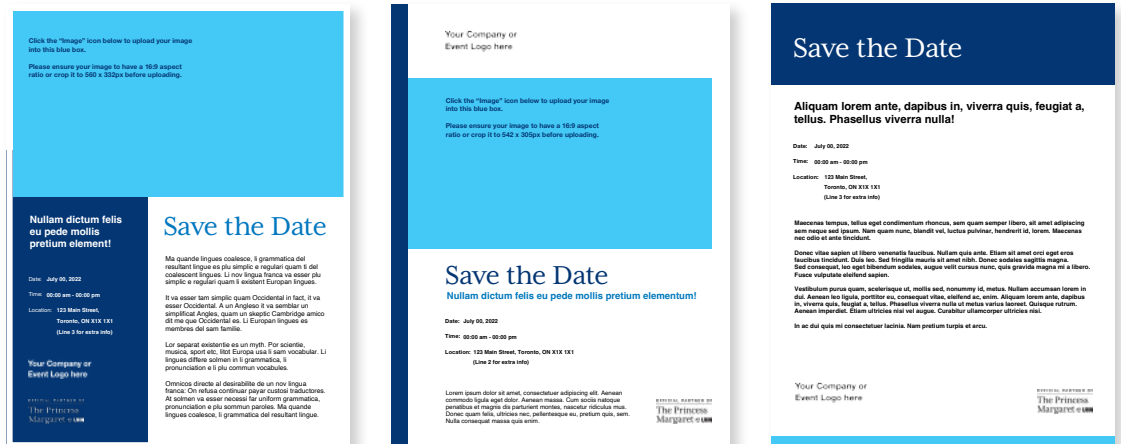 Click the “Image” icon below to upload your image
into this blue box.
Please ensure your image to have a 16:9 aspect
ratio or crop it to 560 x 332px before uploading.
Nullam dictum felis
eu pede mollis
pretium element!
Date: July 00, 2022
Time: 00:00 am - 00:00 pm
Location: 123 Main Street,
Toronto, ON X1X 1X1
(Line 3 for extra info)
Your Company or
Event Logo here
OFFICIAL PARTNER OF
The Princess
Margaret
Save the Date
Ma quande lingues coalesce, li grammatica del
resultant lingue es plu simplic e regulari quam ti del
coalescent lingues. Li nov lingua franca va esser plu
simplic e regulari quam li existent Europan lingues.
It va esser tam simplic quam Occidental in fact, it va
esser Occidental. A un Angleso it va semblar un
simplificat Angles, quam un skeptic Cambridge amico
dit me que Occidental es. Li Europan lingues es
membres del sam familie.
Lor separat existentie es un myth. Por scientie,
musica, sport etc, litot Europa usa li sam vocabular. Li
lingues differe solmen in li grammatica, li
pronunciation e li plu commun vocabules.
Omnicos directe al desirabilite de un nov lingua
franca: On refusa continuar payar custosi traductores.
At solmen va esser necessi far uniform grammatica,
pronunciation e plu sommun paroles. Ma quande
lingues coalesce, li grammatica del resultant lingue.
Your Company or
Event Logo here
Click the “Image” icon below to upload your image
into this blue box.
Please ensure your image to have a 16:9 aspect
ratio or crop it to 542 x 305px before uploading.
Save the Date
Nullam dictum felis eu pede mollis pretium elementum!
Date: July 00, 2022
Time: 00:00 am - 00:00 pm
Location: 123 Main Street, Toronto, ON X1X 1X1
(Line 2 for extra info)
Lorem ipsum dolor sit amet, consectetuer adipiscing elit. Aenean
commodo ligula eget dolor. Aenean massa. Cum sociis natoque
penatibus et magnis dis parturient montes, nascetur ridiculus mus.
Donec quam felis, ultricies nec, pellentesque eu, pretium quis, sem.
Nulla consequat massa quis enim.
OFFICIAL PARTNER OF
The Princess
Margaret
Save the Date
Aliquam lorem ante, dapibus in, viverra quis, feugiat a,
tellus. Phasellus viverra nulla!
Date: July 00, 2022
Time: 00:00 am - 00:00 pm
Location: 123 Main Street,
Toronto, ON X1X 1X1
(Line 3 for extra info)
Maecenas tempus, tellus eget condimentum rhoncus, sem quam semper libero, sit amet adipiscing
sem neque sed ipsum. Nam quam nunc, blandit vel, luctus pulvinar, hendrerit id, lorem. Maecenas
nec odio et ante tincidunt.
Donec vitae sapien ut libero venenatis faucibus. Nullam quis ante. Etiam sit amet orci eget eros
faucibus tincidunt. Duis leo. Sed fringilla mauris sit amet nibh. Donec sodales sagittis magna.
Sed consequat, leo eget bibendum sodales, augue velit cursus nunc, quis gravida magna mi a libero.
Fusce vulputate eleifend sapien.
Vestibulum purus quam, scelerisque ut, mollis sed, nonummy id, metus. Nullam accumsan lorem in
dui. Aenean leo ligula, porttitor eu, consequat vitae, eleifend ac, enim. Aliquam lorem ante, dapibus
in, viverra quis, feugiat a, tellus. Phasellus viverra nulla ut metus varius laoreet. Quisque rutrum.
Aenean imperdiet. Etiam ultricies nisi vel augue. Curabitur ullamcorper ultricies nisi.
In ac dui quis mi consectetuer lacinia. Nam pretium turpis et arcu.
Your Company or
Event Logo here
OFFICIAL PARTNER OF
The Princess
Margaret